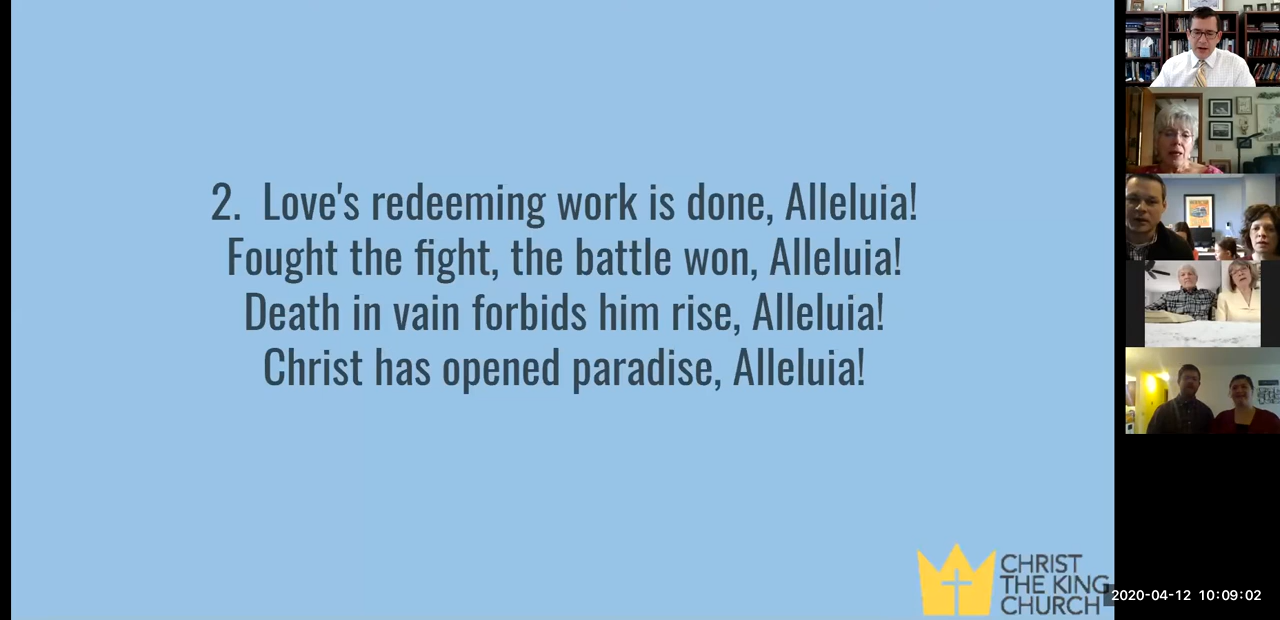 2. Love's redeeming work is done, Alleluia!
Fought the fight, the battle won, Alleluia!
Death in vain forbids him rise, Alleluia!
Christ has opened paradise, Alleluia!
CHRIST
THE KING
CHURCH
2020-04-12 10:09:02